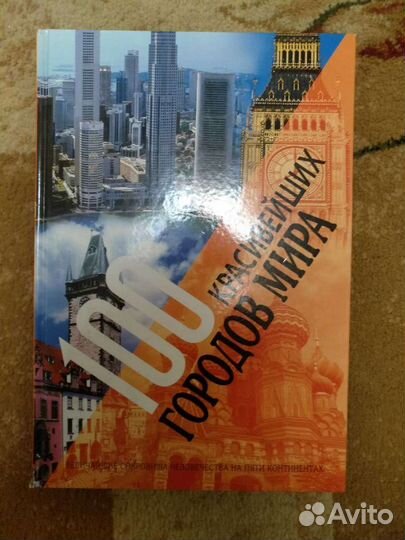 100
КРАСИВЕЙШИХ
ГОРОДОВ МИРА
ВЕЛИЧАЙШИЕ СОКРОВИЩА ЧЕЛОВЕЧЕСТВА НА ПЯТИ КОНТИНЕНТАХ
Avito